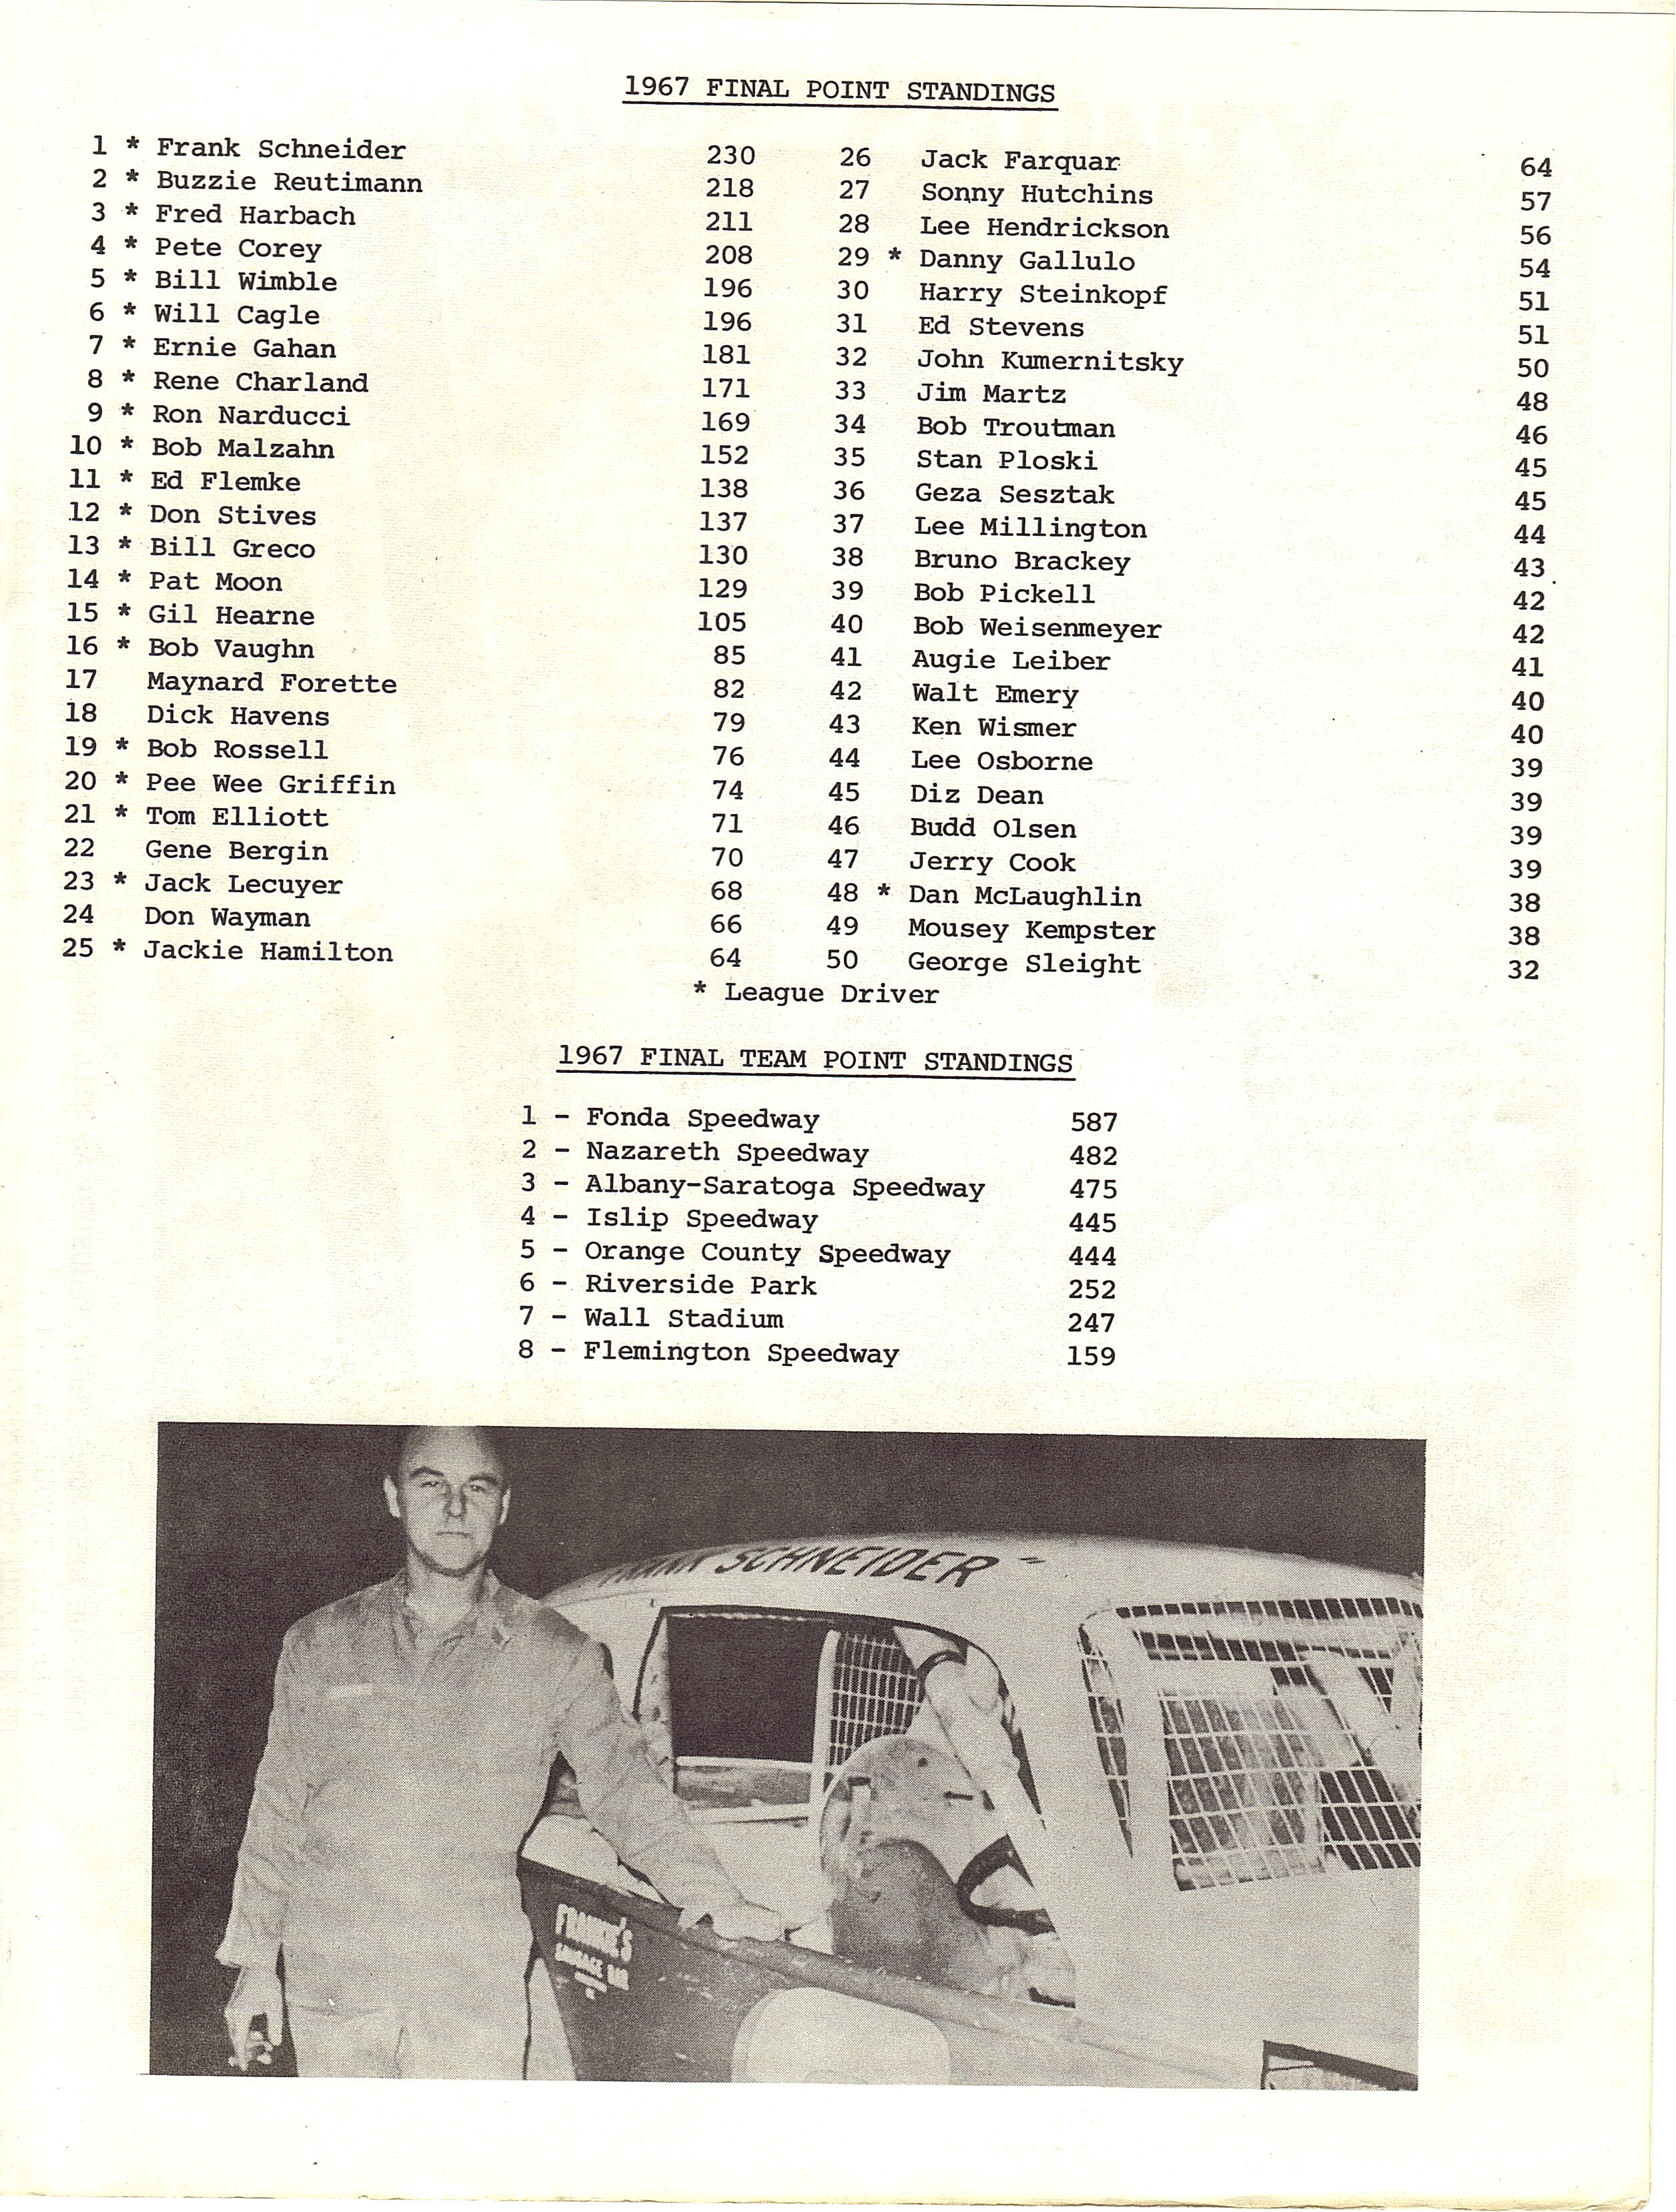 1967 FINAL POINT STANDINGS
1 * Frank Schneider 230
2 * Buzzie Reutimann 218
3 * Fred Harbach 211
4 * Pete Corey 208
5 * Bill Wimble 196
6 * Will Cagle 196
7 * Ernie Gahan 181
8 * Rene Charland 171
9 * Ron Narducci 169
10 * Bob Malzahn 152
11 * Ed Flemke 138
12 * Don Stives 137
13 * Bill Greco 130
14 * Pat Moon 129
15 * Gil Hearne 105
16 * Bob Vaughn 85
17 Maynard Forette 82
18 Dick Havens 79
19 * Bob Rossell 76
20 * Pee Wee Griffin 74
21 * Tom Elliott 71
22 Gene Bergin 70
23 * Jack Lecuyer 68
24 Don Wayman 66
25 * Jackie Hamilton 64
26 Jack Farquar 64
27 Sonny Hutchins 57
28 Lee Hendrickson 56
29 * Danny Gallulo 54
30 Harry Steinkopf 51
31 Ed Stevens 51
32 John Kumernitsky 50
33 Jim Martz 48
34 Bob Troutman 46
35 Stan Ploski 45
36 Geza Sesztak 45
37 Lee Millington 44
38 Bruno Brackey 43
39 Bob Pickell 42
40 Bob Weisenmeyer 42
41 Augie Leiber 41
42 Walt Emery 40
43 Ken Wismer 40
44 Lee Osborne 39
45 Diz Dean 39
46 Budd Olsen 39
47 Jerry Cook 39
48 * Dan McLaughlin 38
49 Mousey Kempster 38
50 George Sleight 32
* League Driver
1967 FINAL TEAM POINT STANDINGS
1 - Fonda Speedway 587
2 - Nazareth Speedway 482
3 - Albany-Saratoga Speedway 475
4 - Islip Speedway 445
5 - Orange County Speedway 444
6 - Riverside Park 252
7 - Wall Stadium 247
8 - Flemington Speedway 159
FRANK SCHNEIDER "
FRANKIE'S
SAUSAGE BAR